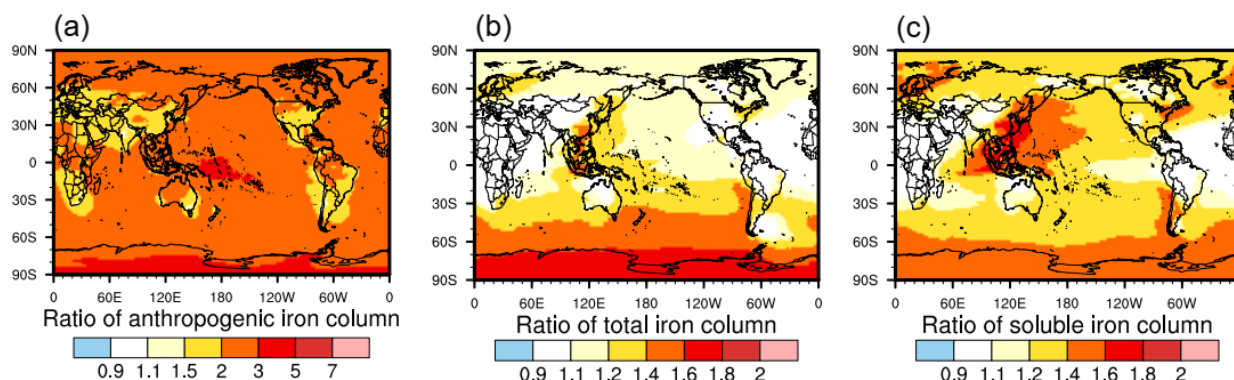 (a) (b) (c)
90N 90N 90N
60N 60N 60N
30N 30N 30N
0 0 0
30S 30S 30S
60S 60S 60S
90S 90S 90S
0 60E 120E 180 120W 60W 0 0 60E 120E 180 120W 60W 0 0 60E 120E 180 120W 60W
Ratio of anthropogenic iron column Ratio of total iron column Ratio of soluble iron column
0.9 1.1 1.5 2 3 5 7 0.9 1.1 1.2 1.4 1.6 1.8 2 0.9 1.1 1.2 1.4 1.6 1.8 2